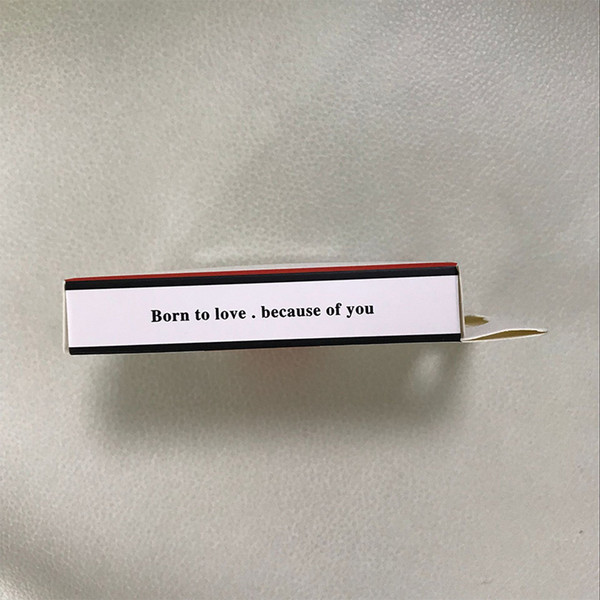 Born to love . because of you